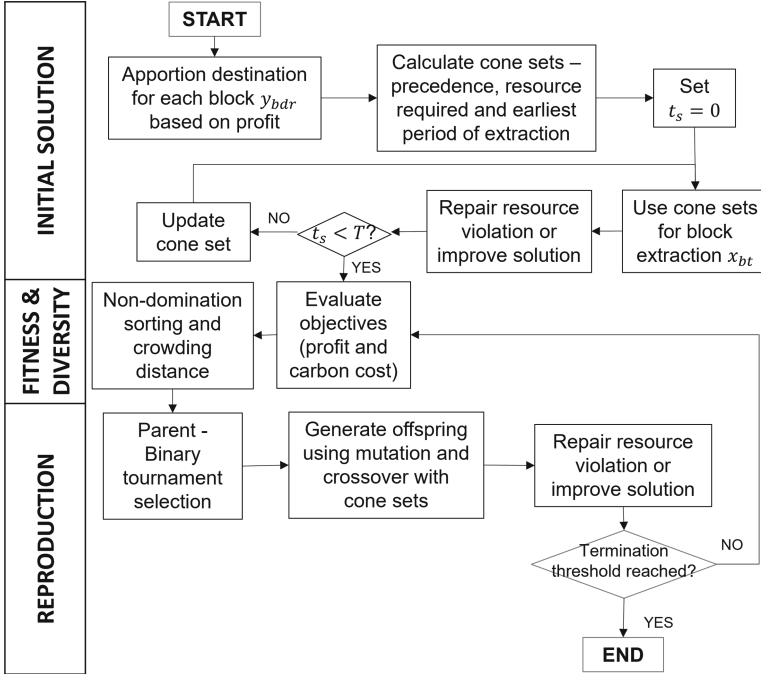 START
INITIAL SOLUTION
Apportion destination
for each block y_bdr
based on profit
Calculate cone sets –
precedence, resource
required and earliest
period of extraction
Set
t_s = 0
Use cone sets
for block
extraction x_bt
Repair resource
violation or
improve solution
t_s < T?
NO
YES
Update
cone set
FITNESS &
DIVERSITY
Evaluate
objectives
(profit and
carbon cost)
Non-domination
sorting and
crowding
distance
REPRODUCTION
Parent -
Binary
tournament
selection
Generate offspring
using mutation and
crossover with
cone sets
Repair resource
violation or
improve solution
Termination
threshold reached?
NO
YES
END